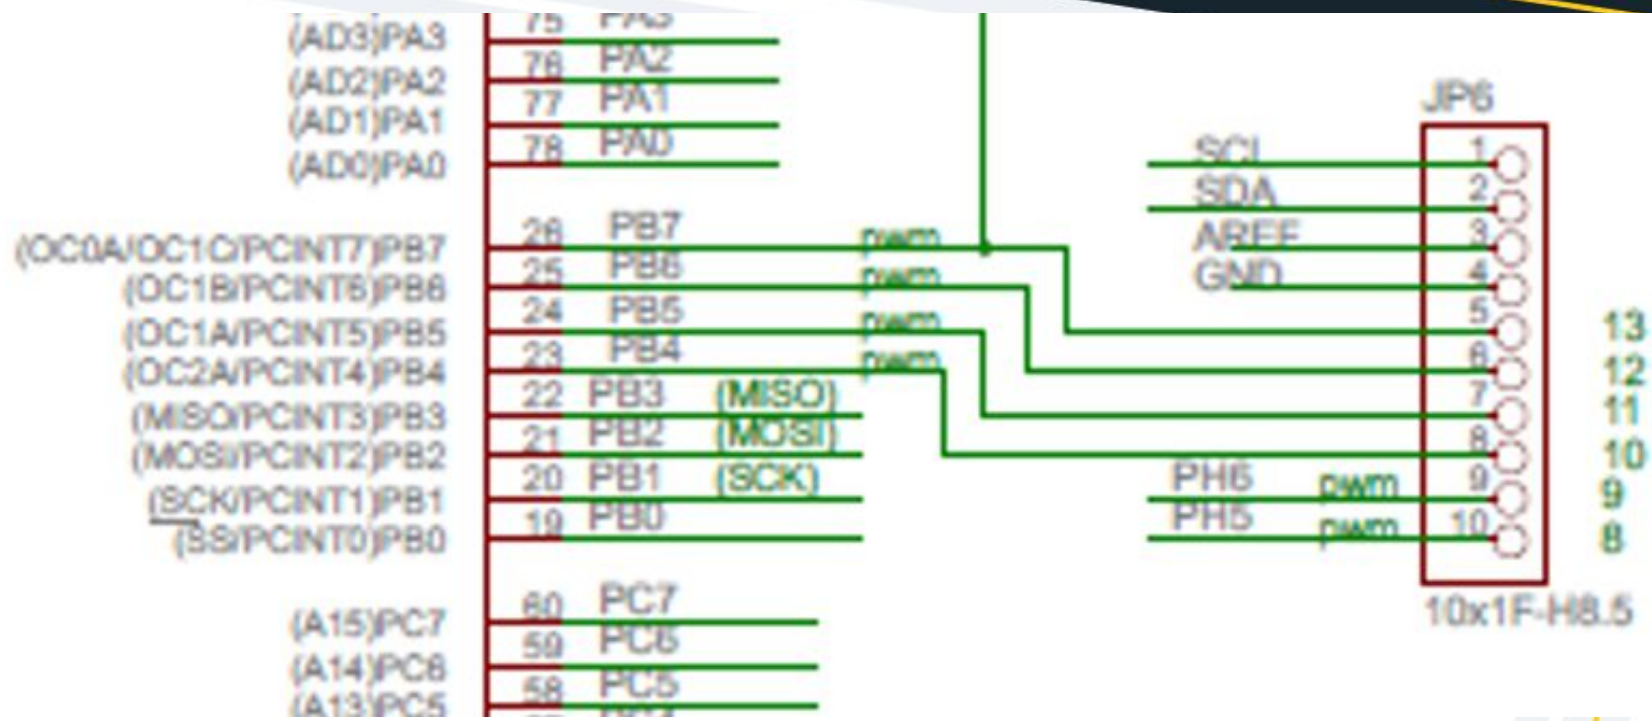 (AD3)PA3 75 PA3
(AD2)PA2 76 PA2
(AD1)PA1 77 PA1
(AD0)PA0 78 PA0
(OC0A/OC1C/PCINT7)PB7 26 PB7 pwm
(OC1B/PCINT6)PB6 25 PB6 pwm
(OC1A/PCINT5)PB5 24 PB5 pwm
(OC2A/PCINT4)PB4 23 PB4 pwm
(MISO/PCINT3)PB3 22 PB3 (MISO)
(MOSI/PCINT2)PB2 21 PB2 (MOSI)
(SCK/PCINT1)PB1 20 PB1 (SCK)
(SS/PCINT0)PB0 19 PB0
(A15)PC7 60 PC7
(A14)PC6 59 PC6
(A13)PC5 58 PC5
PC4
JP6
SCL 1
SDA 2
AREF 3
GND 4
5 13
6 12
7 11
8 10
PH6 pwm 9 9
PH5 pwm 10 8
10x1F-H8.5